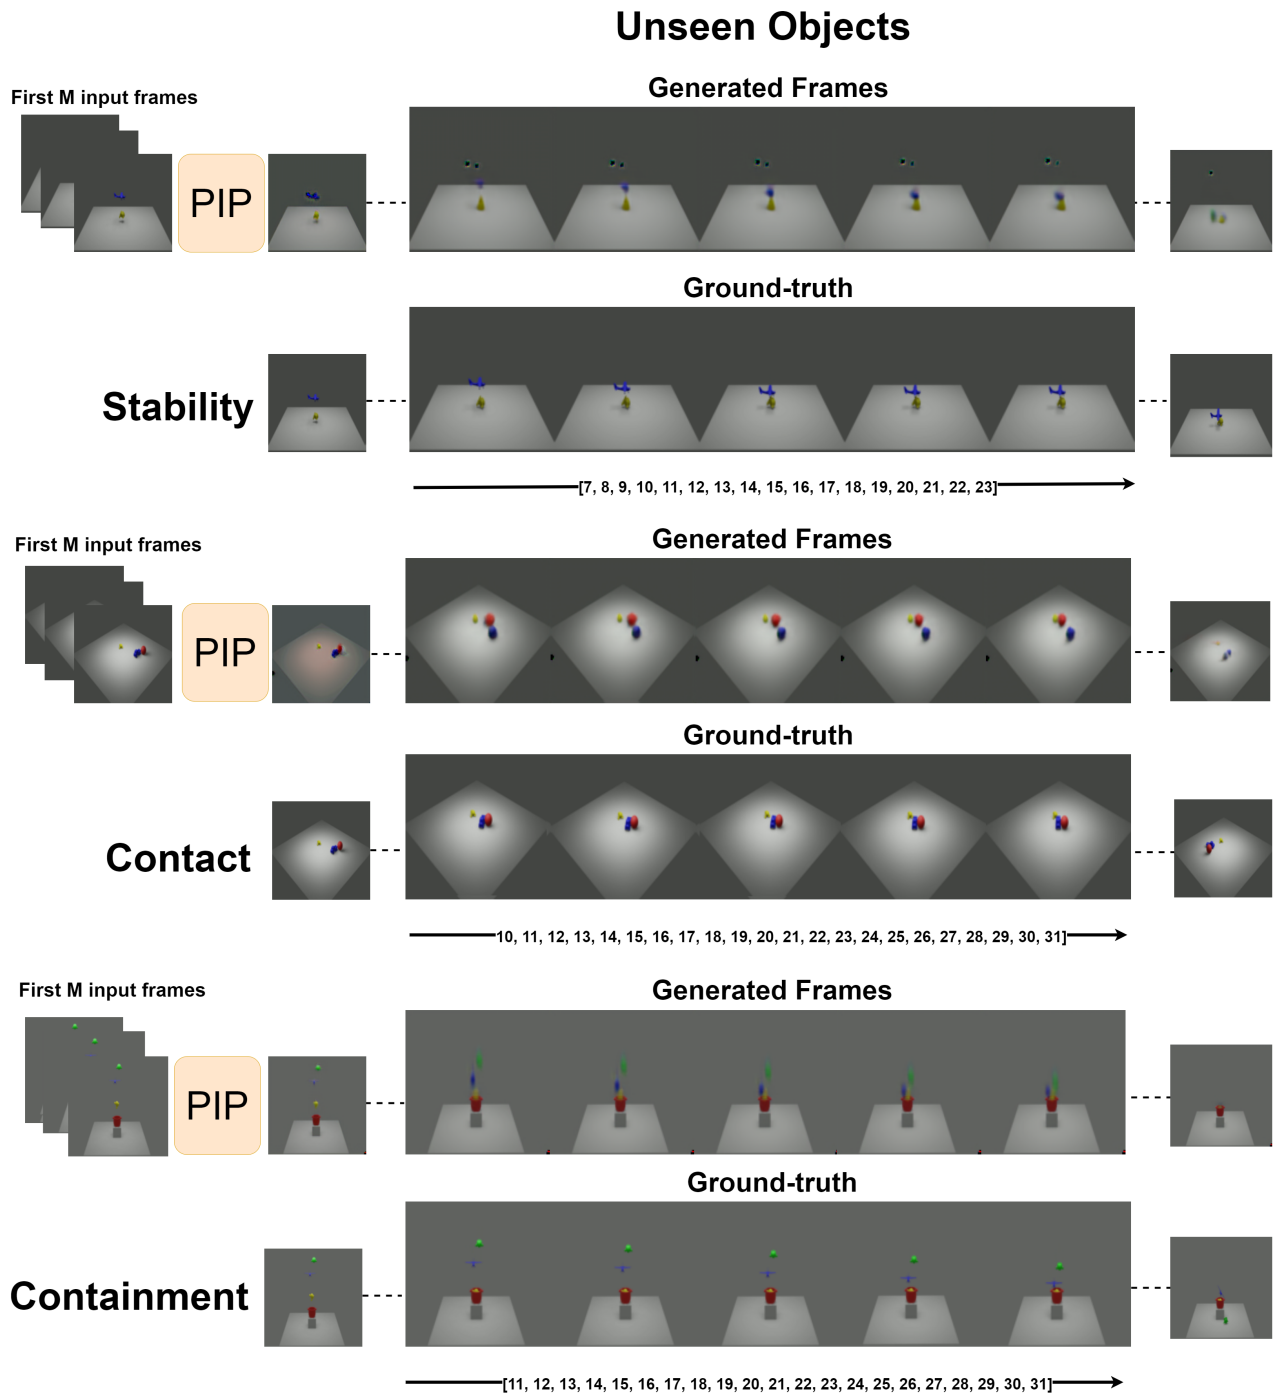 Unseen Objects
Generated Frames
First M input frames
PIP
Ground-truth
Stability
[7, 8, 9, 10, 11, 12, 13, 14, 15, 16, 17, 18, 19, 20, 21, 22, 23]
Generated Frames
First M input frames
PIP
Ground-truth
Contact
10, 11, 12, 13, 14, 15, 16, 17, 18, 19, 20, 21, 22, 23, 24, 25, 26, 27, 28, 29, 30, 31]
First M input frames
Generated Frames
PIP
Ground-truth
Containment
[11, 12, 13, 14, 15, 16, 17, 18, 19, 20, 21, 22, 23, 24, 25, 26, 27, 28, 29, 30, 31]